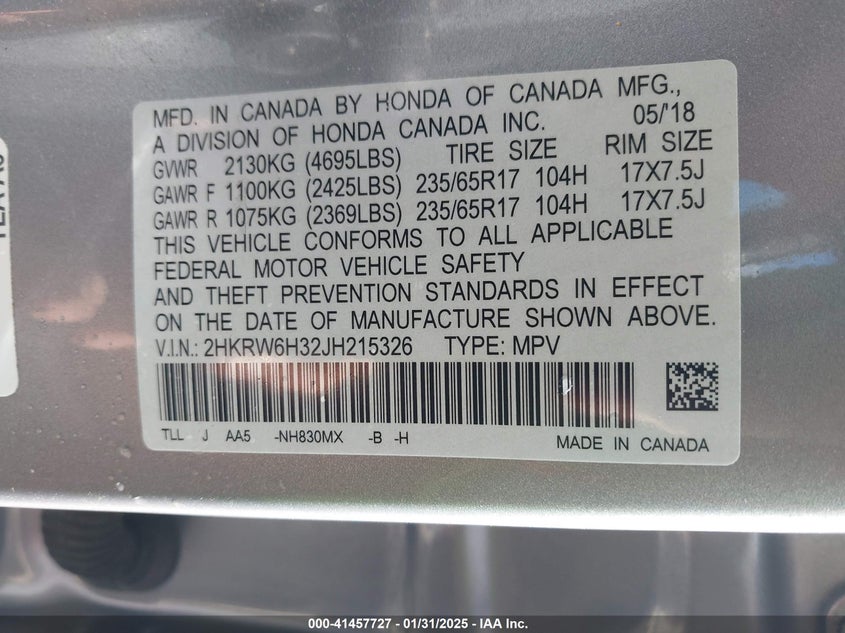 MFD. IN CANADA BY HONDA OF CANADA MFG.,
A DIVISION OF HONDA CANADA INC. 05/'18
GVWR 2130KG (4695LBS) TIRE SIZE RIM SIZE
GAWR F 1100KG (2425LBS) 235/65R17 104H 17X7.5J
GAWR R 1075KG (2369LBS) 235/65R17 104H 17X7.5J
THIS VEHICLE CONFORMS TO ALL APPLICABLE
FEDERAL MOTOR VEHICLE SAFETY
AND THEFT PREVENTION STANDARDS IN EFFECT
ON THE DATE OF MANUFACTURE SHOWN ABOVE.
V.I.N.: 2HKRW6H32JH215326 TYPE: MPV
TLL J AA5 -NH830MX -B -H
MADE IN CANADA
000-41457727 - 01/31/2025 - IAA Inc.